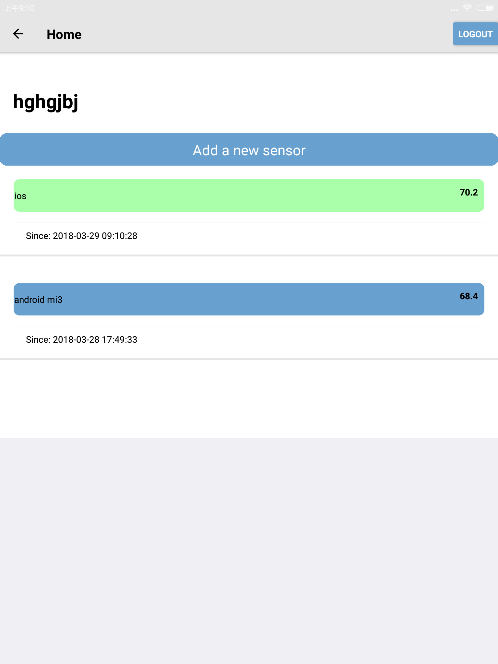 Home
LOGOUT
hghgjbj
Add a new sensor
ios
70.2
Since: 2018-03-29 09:10:28
android mi3
68.4
Since: 2018-03-28 17:49:33